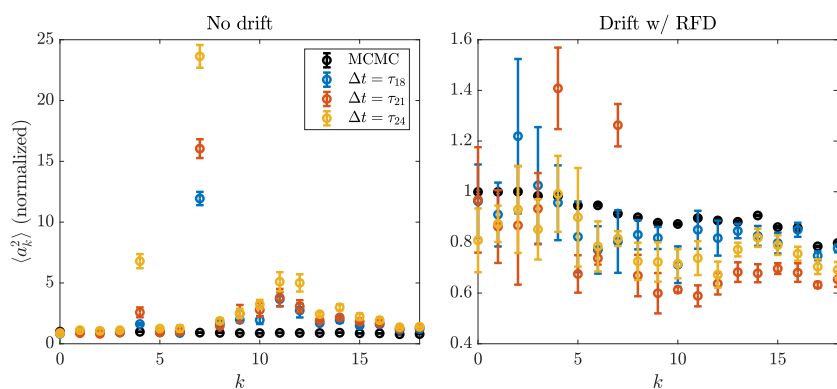 No drift
25
20
15
10
5
0
0
5
10
15
k
⟨a²ₖ⟩ (normalized)
MCMC
Δt = τ₁₈
Δt = τ₂₁
Δt = τ₂₄
Drift w/ RFD
1.6
1.4
1.2
1
0.8
0.6
0.4
0
5
10
15
k